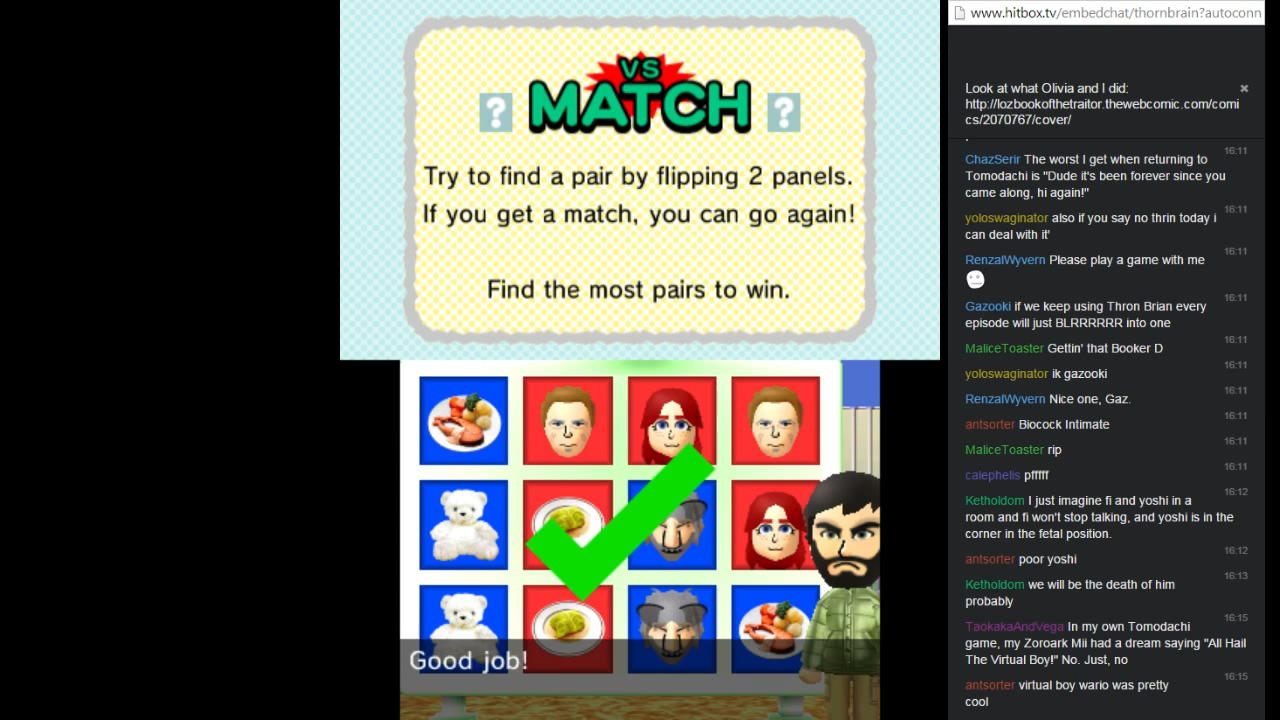 VS
? MATCH ?
Try to find a pair by flipping 2 panels.
If you get a match, you can go again!
Find the most pairs to win.
Good job!
www.hitbox.tv/embedchat/thornbrain?autoconn
Look at what Olivia and I did:
http://lozbookofthetraitor.thewebcomic.com/comi
cs/2070767/cover/
16:11
ChazSerir The worst I get when returning to
Tomodachi is "Dude it's been forever since you
came along, hi again!"
16:11
yoloswaginator also if you say no thrin today i
can deal with it'
16:11
RenzalWyvern Please play a game with me
16:11
Gazooki if we keep using Thron Brian every
episode will just BLRRRRRR into one
16:11
MaliceToaster Gettin' that Booker D
16:11
yoloswaginator ik gazooki
16:11
RenzalWyvern Nice one, Gaz.
16:11
antsorter Biocock Intimate
16:11
MaliceToaster rip
16:11
calephelis pfffff
16:12
Ketholdom I just imagine fi and yoshi in a
room and fi won't stop talking, and yoshi is in the
corner in the fetal position.
16:12
antsorter poor yoshi
16:13
Ketholdom we will be the death of him
probably
16:15
TaokakaAndVega In my own Tomodachi
game, my Zoroark Mii had a dream saying "All Hail
The Virtual Boy!" No. Just, no
16:15
antsorter virtual boy wario was pretty
cool